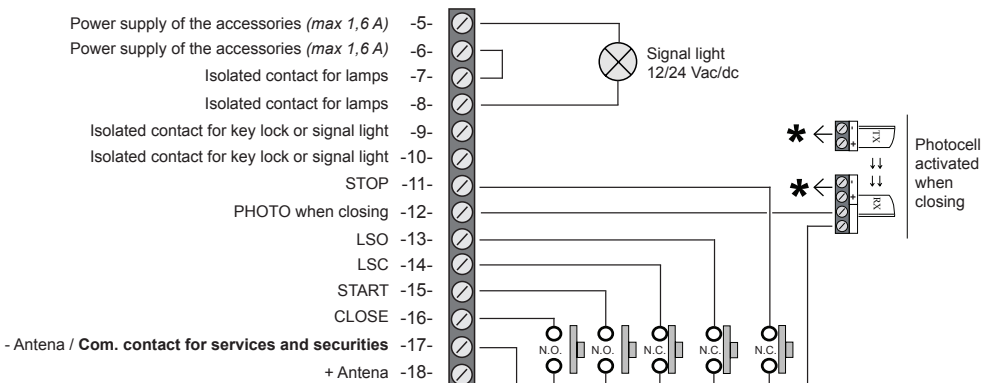 Power supply of the accessories (max 1,6 A) -5-
Power supply of the accessories (max 1,6 A) -6-
Isolated contact for lamps -7-
Isolated contact for lamps -8-
Isolated contact for key lock or signal light -9-
Isolated contact for key lock or signal light -10-
STOP -11-
PHOTO when closing -12-
LSO -13-
LSC -14-
START -15-
CLOSE -16-
- Antena / Com. contact for services and securities -17-
+ Antena -18-
Signal light
12/24 Vac/dc
* - + TX
* - + RX
Photocell
activated
when
closing
N.O. N.O. N.C. N.C. N.C.